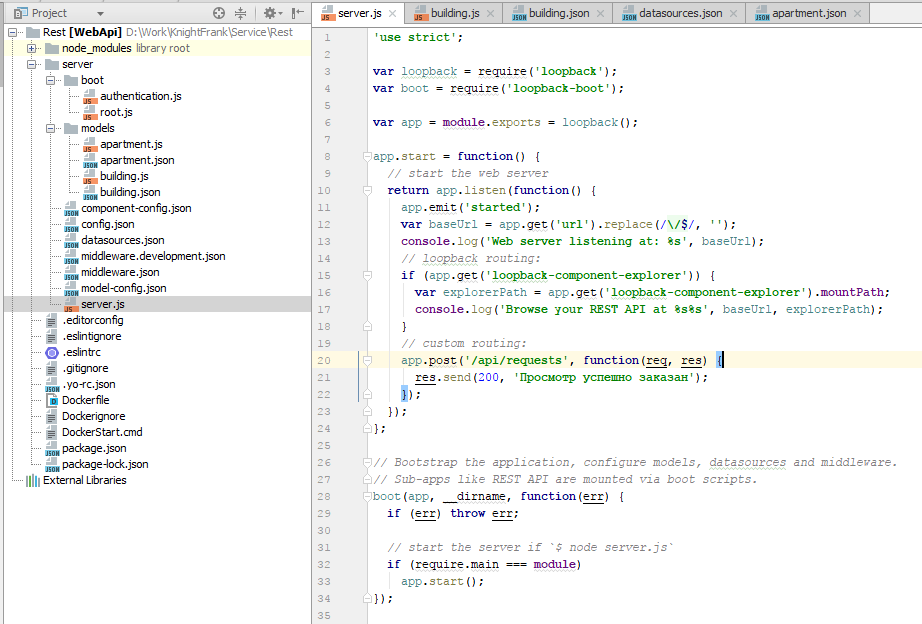 Project
Rest [WebApi] D:\Work\KnightFrank\Service\Rest
node_modules library root
server
boot
authentication.js
root.js
models
apartment.js
apartment.json
building.js
building.json
component-config.json
config.json
datasources.json
middleware.development.json
middleware.json
model-config.json
server.js
.editorconfig
.eslintignore
.eslintrc
.gitignore
.yo-rc.json
Dockerfile
Dockerignore
DockerStart.cmd
package.json
package-lock.json
External Libraries
server.js building.js building.json datasources.json apartment.json
1 'use strict';
2
3 var loopback = require('loopback');
4 var boot = require('loopback-boot');
5
6 var app = module.exports = loopback();
7
8 app.start = function() {
9 // start the web server
10 return app.listen(function() {
11 app.emit('started');
12 var baseUrl = app.get('url').replace(/\/$/, '');
13 console.log('Web server listening at: %s', baseUrl);
14 // loopback routing:
15 if (app.get('loopback-component-explorer')) {
16 var explorerPath = app.get('loopback-component-explorer').mountPath;
17 console.log('Browse your REST API at %s%s', baseUrl, explorerPath);
18 }
19 // custom routing:
20 app.post('/api/requests', function(req, res) {
21 res.send(200, 'Просмотр успешно заказан');
22 });
23 });
24 };
25
26 // Bootstrap the application, configure models, datasources and middleware.
27 // Sub-apps like REST API are mounted via boot scripts.
28 boot(app, __dirname, function(err) {
29 if (err) throw err;
30
31 // start the server if `$ node server.js`
32 if (require.main === module)
33 app.start();
34 });
35